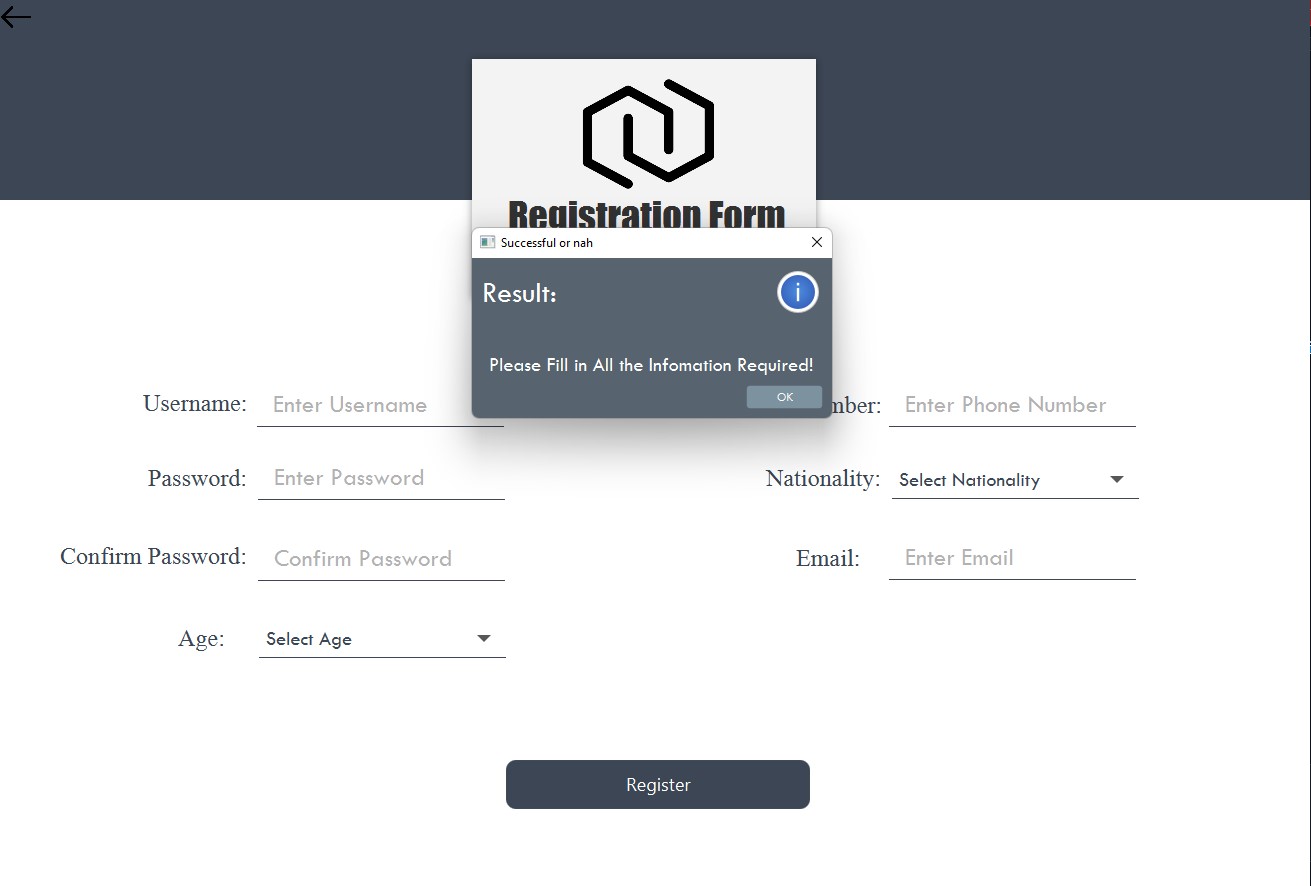 Registration Form
Successful or nah
Result:
i
Please Fill in All the Infomation Required!
OK
Username: Enter Username
mber: Enter Phone Number
Password: Enter Password
Nationality: Select Nationality
Confirm Password: Confirm Password
Email: Enter Email
Age: Select Age
Register